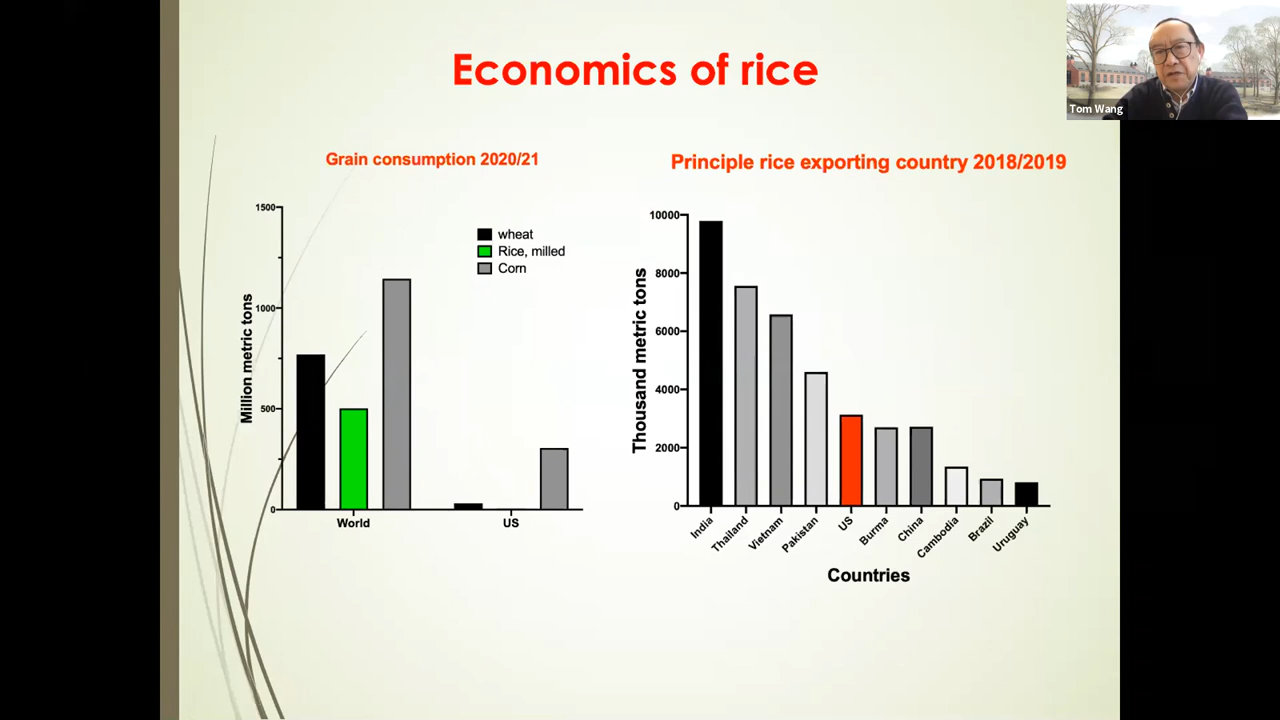 Economics of rice
Tom Wang
Grain consumption 2020/21
Million metric tons
1500
1000
500
0
wheat
Rice, milled
Corn
World
US
Principle rice exporting country 2018/2019
Thousand metric tons
10000
8000
6000
4000
2000
0
India
Thailand
Vietnam
Pakistan
US
Burma
China
Cambodia
Brazil
Uruguay
Countries